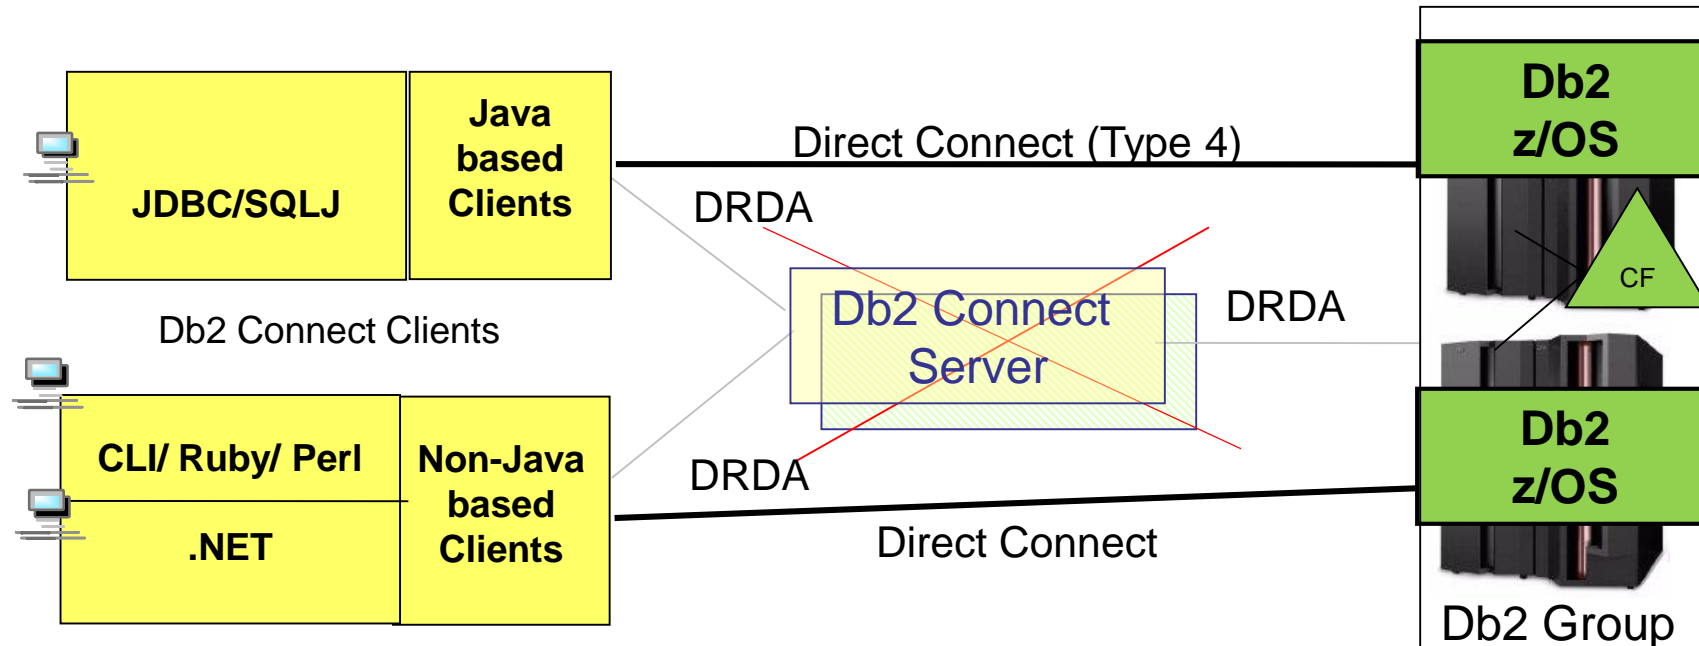 Db2
z/OS
Java
based
Clients
JDBC/SQLJ
Direct Connect (Type 4)
DRDA
CF
Db2 Connect
Server
DRDA
Db2 Connect Clients
CLI/ Ruby/ Perl
.NET
Non-Java
based
Clients
DRDA
Direct Connect
Db2
z/OS
Db2 Group